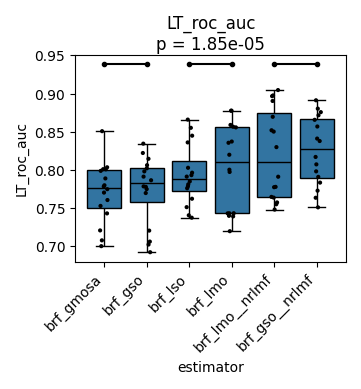 LT_roc_auc
p = 1.85e-05
LT_roc_auc
0.95
0.90
0.85
0.80
0.75
0.70
brf_gmosa
brf_gso
brf_lso
brf_lmo
brf_lmo__nrlmf
brf_gso__nrlmf
estimator